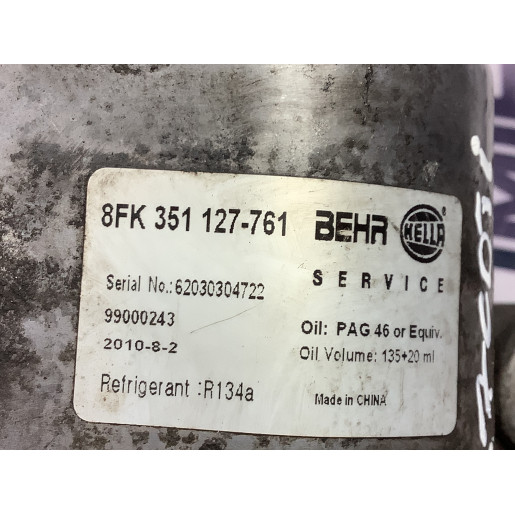 8FK 351 127-761 BEHR HELLA
SERVICE
Serial No.:62030304722
99000243
2010-8-2
Refrigerant :R134a
Oil: PAG 46 or Equiv.
Oil Volume: 135+20 ml
Made in CHINA